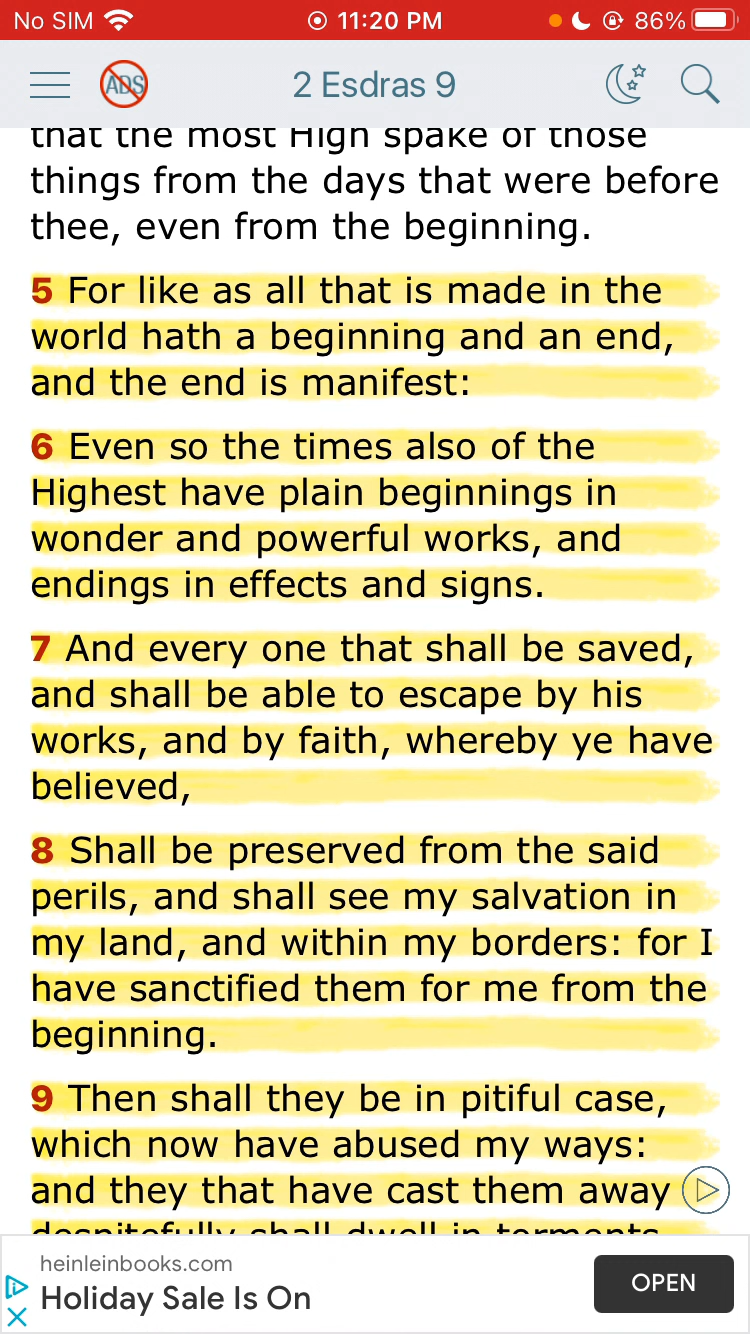 No SIM 11:20 PM 86%
ADS 2 Esdras 9
that the most High spake of those
things from the days that were before
thee, even from the beginning.
5 For like as all that is made in the
world hath a beginning and an end,
and the end is manifest:
6 Even so the times also of the
Highest have plain beginnings in
wonder and powerful works, and
endings in effects and signs.
7 And every one that shall be saved,
and shall be able to escape by his
works, and by faith, whereby ye have
believed,
8 Shall be preserved from the said
perils, and shall see my salvation in
my land, and within my borders: for I
have sanctified them for me from the
beginning.
9 Then shall they be in pitiful case,
which now have abused my ways:
and they that have cast them away
despitefully shall dwell in torments
heinleinbooks.com
Holiday Sale Is On
OPEN